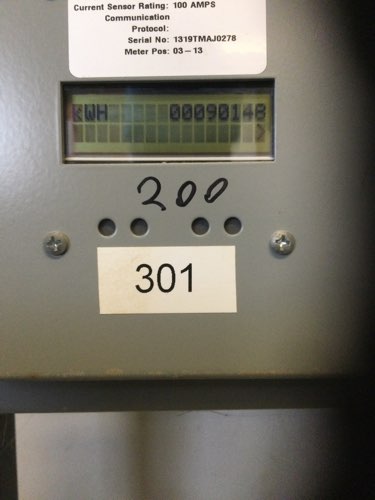 Current Sensor Rating: 100 AMPS
Communication
Protocol:
Serial No: 1319TMAJ0278
Meter Pos: 03 – 13
kWH 00090148
>
200
301